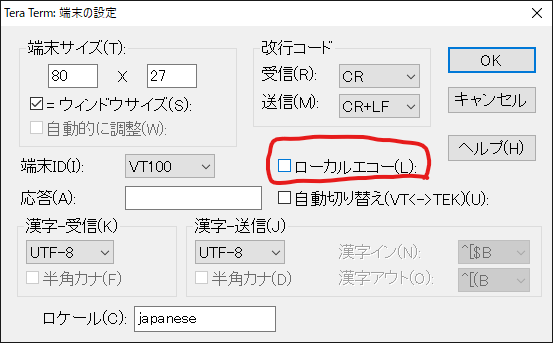 Tera Term: 端末の設定
端末サイズ(T):
80 X 27
= ウィンドウサイズ(S):
自動的に調整(W):
改行コード
受信(R): CR
送信(M): CR+LF
OK
キャンセル
ヘルプ(H)
端末ID(I): VT100
ローカルエコー(L):
応答(A):
自動切り替え(VT<->TEK)(U):
漢字-受信(K)
UTF-8
半角カナ(F)
漢字-送信(J)
UTF-8
半角カナ(D)
漢字イン(N): ^[$B
漢字アウト(O): ^[(B
ロケール(C): japanese